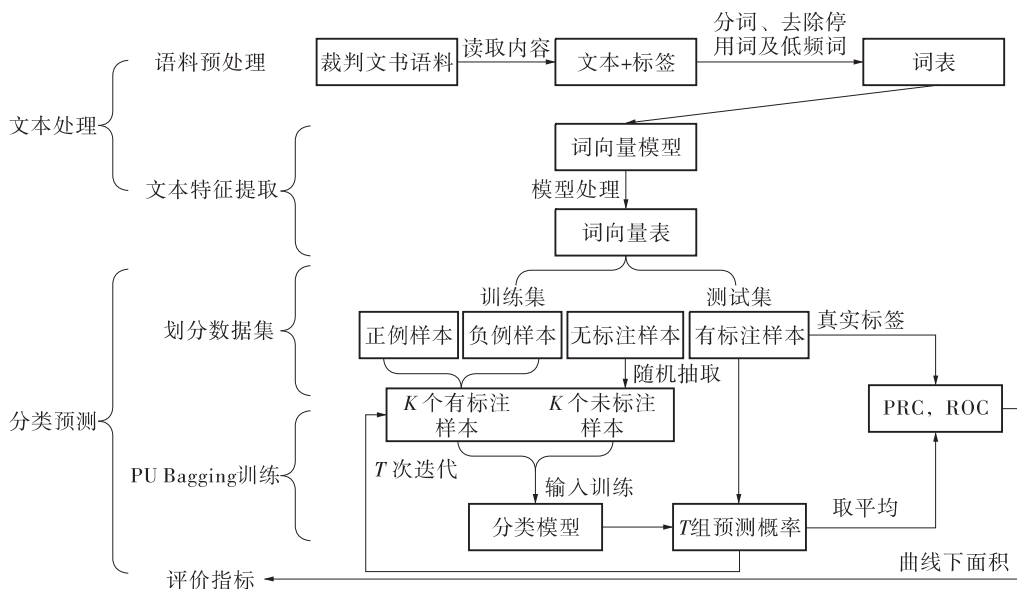 分词、去除停
用词及低频词
语料预处理
裁判文书语料
读取内容
文本+标签
词表
文本处理
词向量模型
文本特征提取
模型处理
词向量表
训练集
测试集
划分数据集
正例样本
负例样本
无标注样本
有标注样本
真实标签
随机抽取
分类预测
K个有标注
样本
K个未标注
样本
PRC，ROC
PU Bagging训练
T次迭代
输入训练
分类模型
T组预测概率
取平均
曲线下面积
评价指标